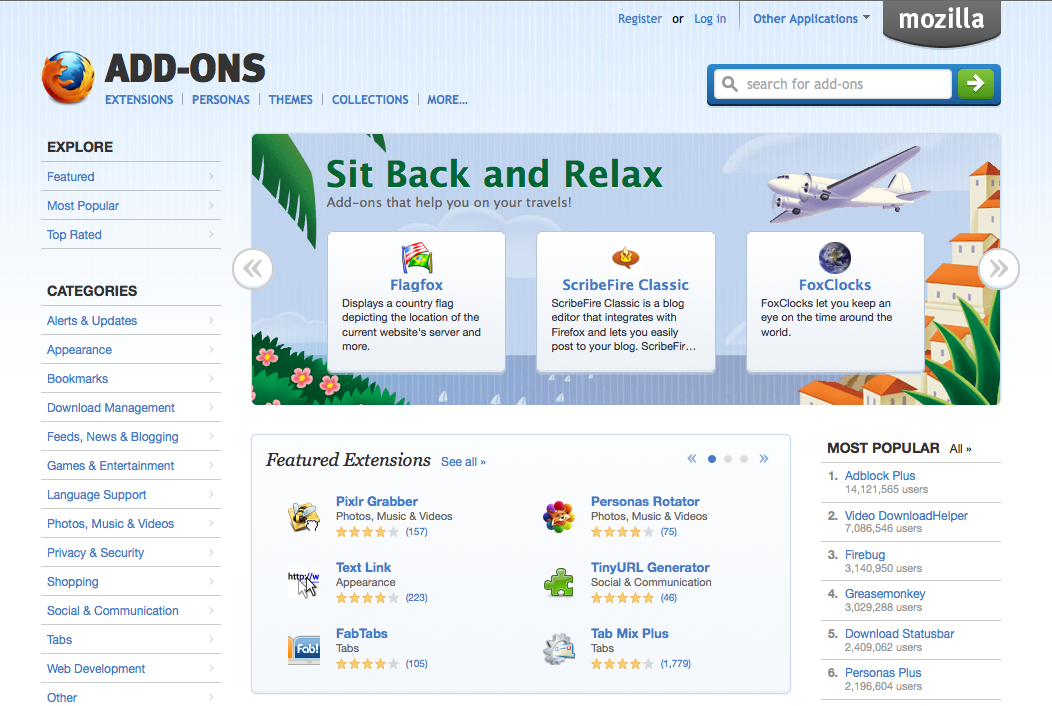 Register or Log in Other Applications mozilla
ADD-ONS
EXTENSIONS PERSONAS THEMES COLLECTIONS MORE...
search for add-ons
EXPLORE
Featured
Most Popular
Top Rated
CATEGORIES
Alerts & Updates
Appearance
Bookmarks
Download Management
Feeds, News & Blogging
Games & Entertainment
Language Support
Photos, Music & Videos
Privacy & Security
Shopping
Social & Communication
Tabs
Web Development
Other
Sit Back and Relax
Add-ons that help you on your travels!
Flagfox
Displays a country flag
depicting the location of the
current website's server and
more.
ScribeFire Classic
ScribeFire Classic is a blog
editor that integrates with
Firefox and lets you easily
post to your blog. ScribeFir...
FoxClocks
FoxClocks let you keep an
eye on the time around the
world.
Featured Extensions See all »
Pixlr Grabber
Photos, Music & Videos
(157)
Personas Rotator
Photos, Music & Videos
(75)
http://w
Text Link
Appearance
(223)
TinyURL Generator
Social & Communication
(46)
Fab!
FabTabs
Tabs
(105)
Tab Mix Plus
Tabs
(1,779)
MOST POPULAR All »
1. Adblock Plus
14,121,565 users
2. Video DownloadHelper
7,086,546 users
3. Firebug
3,140,950 users
4. Greasemonkey
3,029,288 users
5. Download Statusbar
2,409,062 users
6. Personas Plus
2,196,604 users